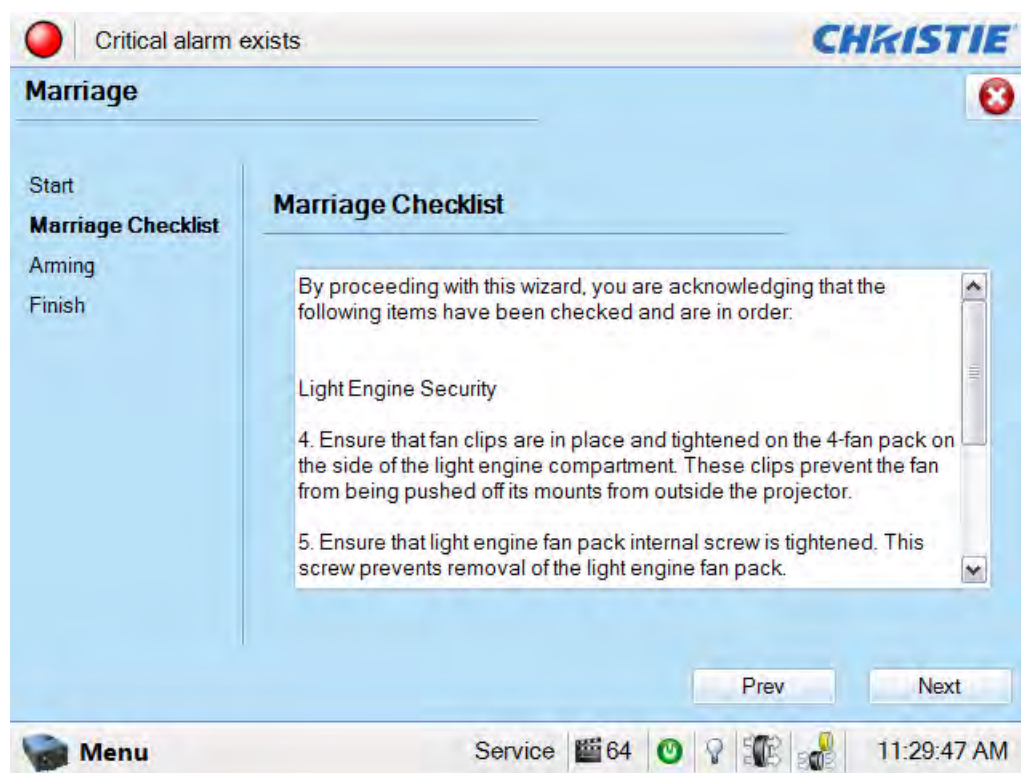 Critical alarm exists
CHRISTIE
Marriage
Start
Marriage Checklist
Arming
Finish
Marriage Checklist
By proceeding with this wizard, you are acknowledging that the
following items have been checked and are in order:
Light Engine Security
4. Ensure that fan clips are in place and tightened on the 4-fan pack on
the side of the light engine compartment. These clips prevent the fan
from being pushed off its mounts from outside the projector.
5. Ensure that light engine fan pack internal screw is tightened. This
screw prevents removal of the light engine fan pack.
Prev
Next
Menu
Service
64
11:29:47 AM